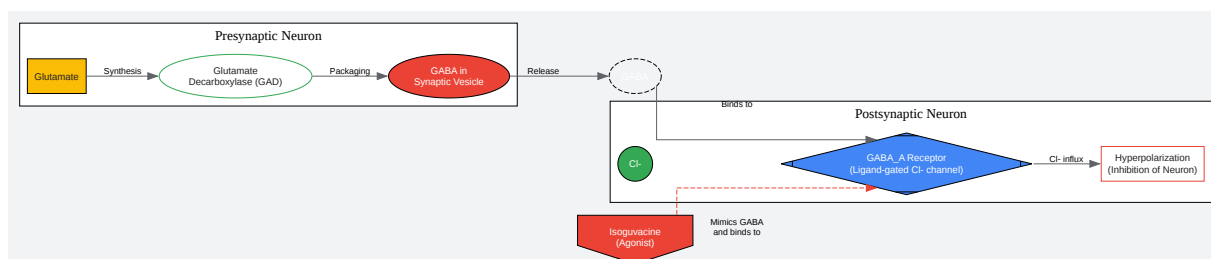 Presynaptic Neuron
Glutamate
Synthesis
Glutamate
Decarboxylase (GAD)
Packaging
GABA in
Synaptic Vesicle
Release
GABA
Binds to
Postsynaptic Neuron
Cl-
GABA_A Receptor
(Ligand-gated Cl- channel)
Cl- influx
Hyperpolarization
(Inhibition of Neuron)
Isoguvacine
(Agonist)
Mimics GABA
and binds to